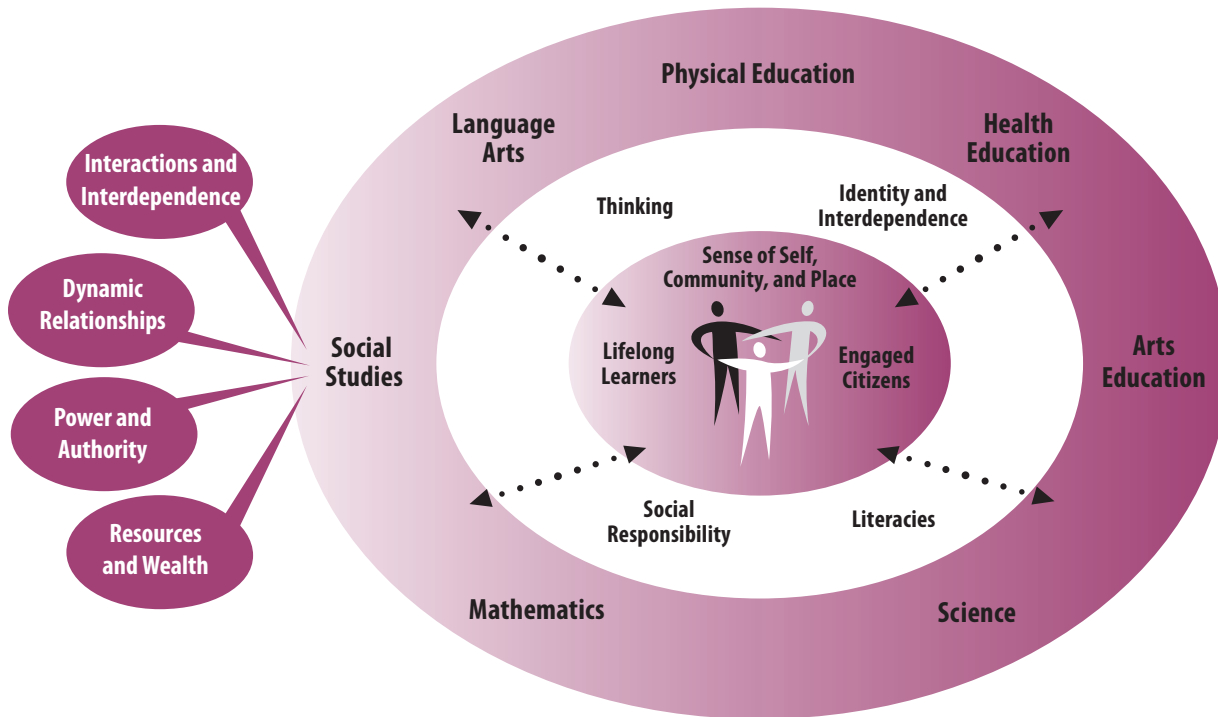 Physical Education
Language
Arts
Health
Education
Interactions and
Interdependence
Thinking
Identity and
Interdependence
Sense of Self,
Community, and Place
Dynamic
Relationships
Social
Studies
Lifelong
Learners
Engaged
Citizens
Arts
Education
Power and
Authority
Social
Responsibility
Literacies
Resources
and Wealth
Mathematics
Science